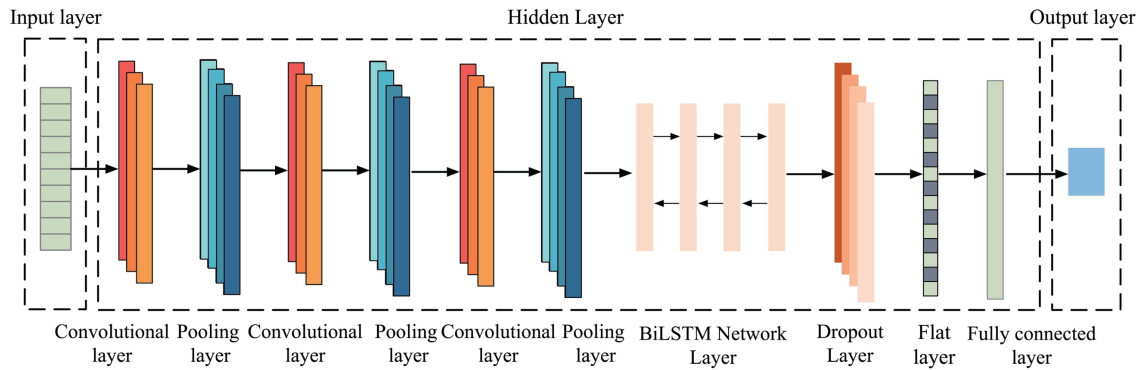 Input layer
Hidden Layer
Output layer
Convolutional
layer
Pooling
layer
Convolutional
layer
Pooling
layer
Convolutional
layer
Pooling
layer
BiLSTM Network
Layer
Dropout
Layer
Flat
layer
Fully connected
layer